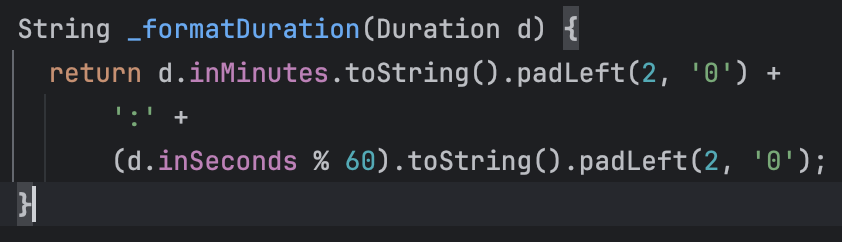 String _formatDuration(Duration d) {
return d.inMinutes.toString().padLeft(2, '0') +
':' +
(d.inSeconds % 60).toString().padLeft(2, '0');
}